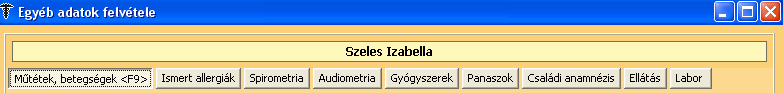 Egyéb adatok felvétele
Szeles Izabella
Műtétek, betegségek <F9> Ismert allergiák Spirometria Audiometria Gyógyszerek Panaszok Családi anamnézis Ellátás Labor